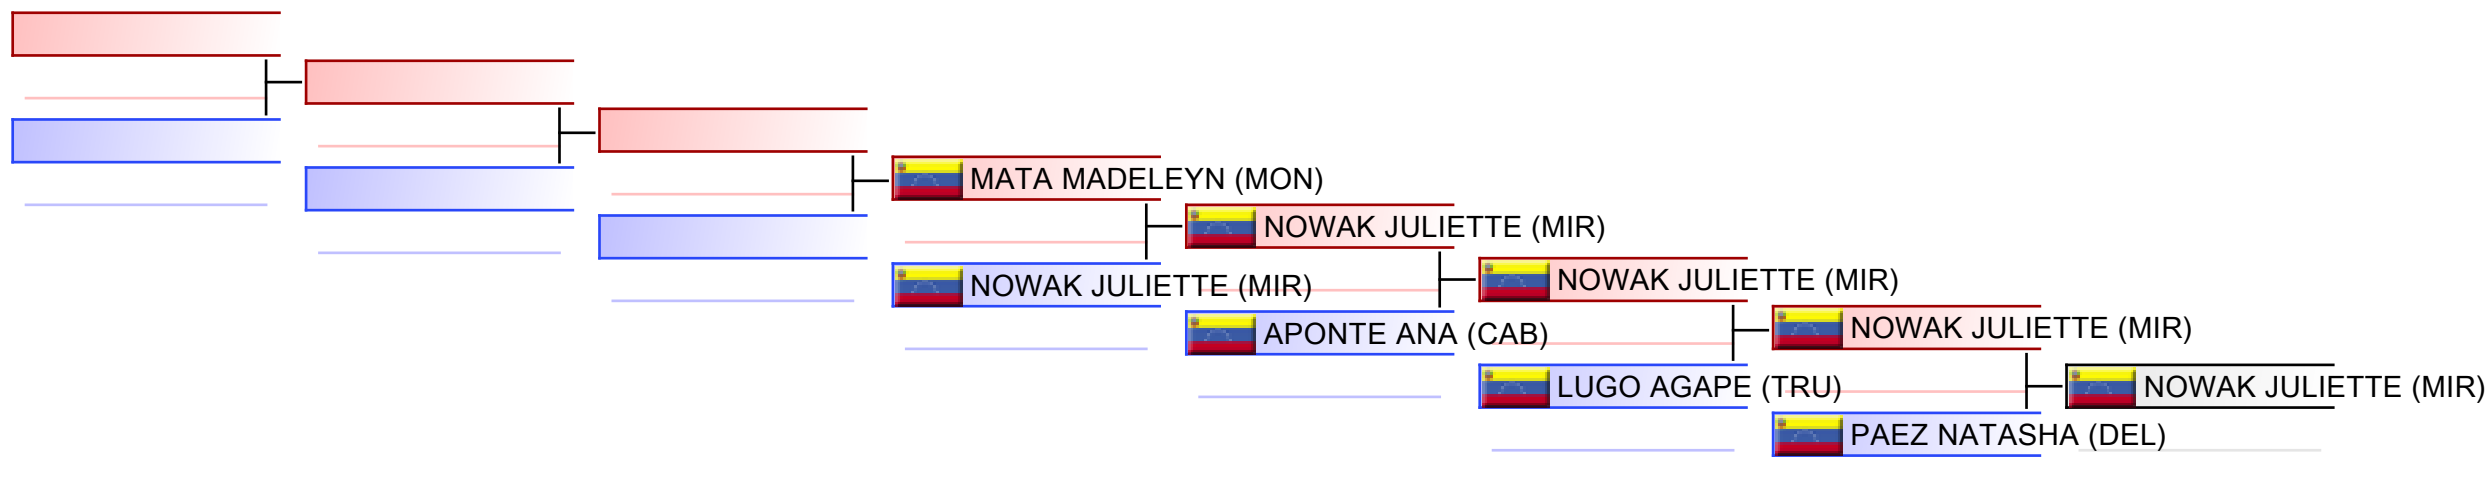 MATA MADELEYN (MON)
NOWAK JULIETTE (MIR)
NOWAK JULIETTE (MIR)
APONTE ANA (CAB)
NOWAK JULIETTE (MIR)
LUGO AGAPE (TRU)
NOWAK JULIETTE (MIR)
PAEZ NATASHA (DEL)
NOWAK JULIETTE (MIR)